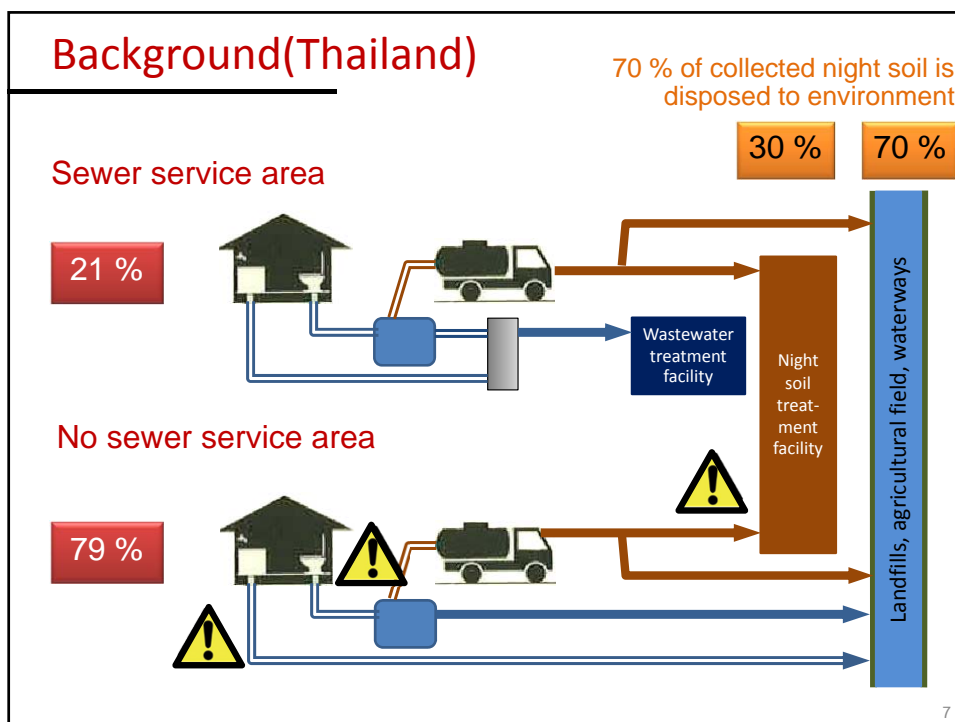 Background(Thailand)
70 % of collected night soil is
disposed to environment
30 %
70 %
Sewer service area
21 %
Wastewater
treatment
facility
Night
soil
treat-
ment
facility
Landfills, agricultural field, waterways
No sewer service area
79 %
7